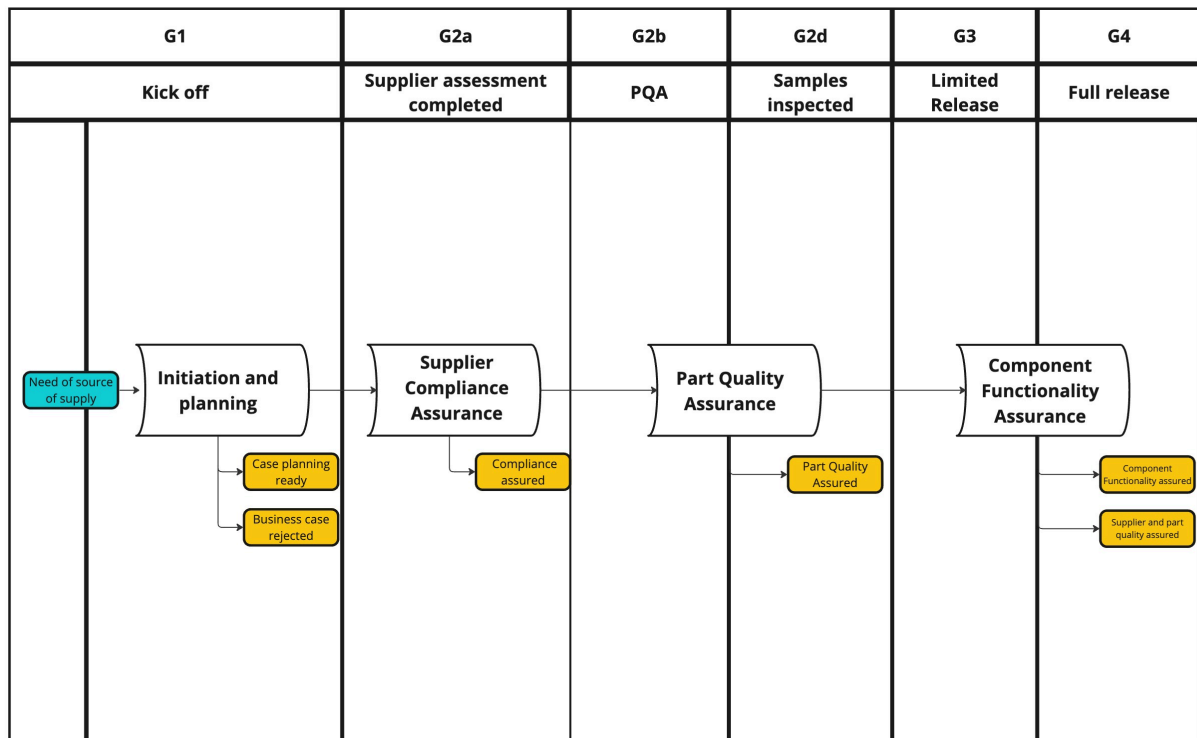 G1
G2a
G2b
G2d
G3
G4
Kick off
Supplier assessment
completed
PQA
Samples
inspected
Limited
Release
Full release
Need of source
of supply
Initiation and
planning
Supplier
Compliance
Assurance
Part Quality
Assurance
Component
Functionality
Assurance
Case planning
ready
Business case
rejected
Compliance
assured
Part Quality
Assured
Component
Functionality assured
Supplier and part
quality assured